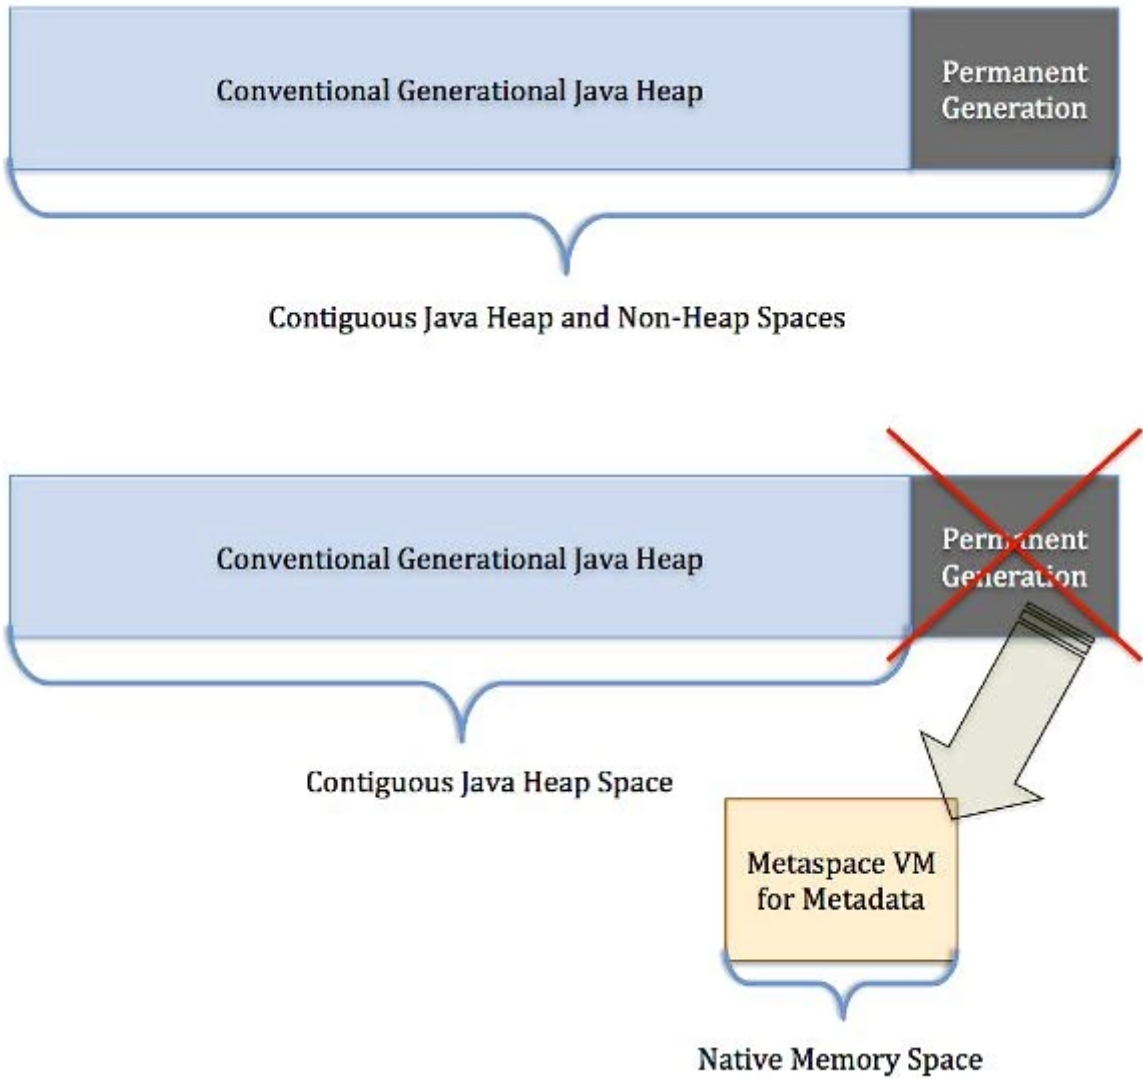 Conventional Generational Java Heap
Permanent
Generation
Contiguous Java Heap and Non-Heap Spaces
Conventional Generational Java Heap
Permanent
Generation
Contiguous Java Heap Space
Metaspace VM
for Metadata
Native Memory Space